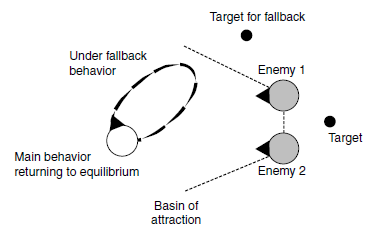 Target for fallback
Under fallback
behavior
Enemy 1
Target
Main behavior
returning to equilibrium
Enemy 2
Basin of
attraction